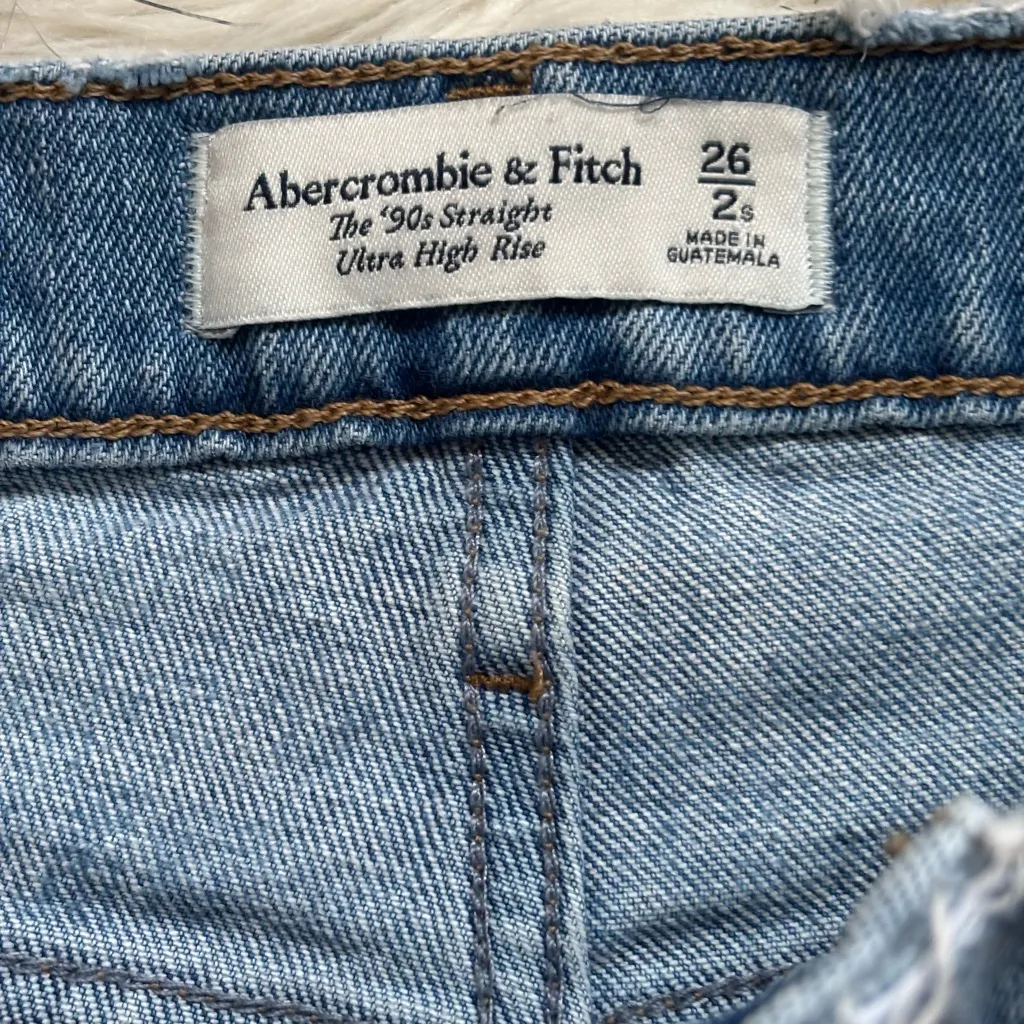 Abercrombie & Fitch
The ‘90s Straight
Ultra High Rise
26
2s
MADE IN
GUATEMALA